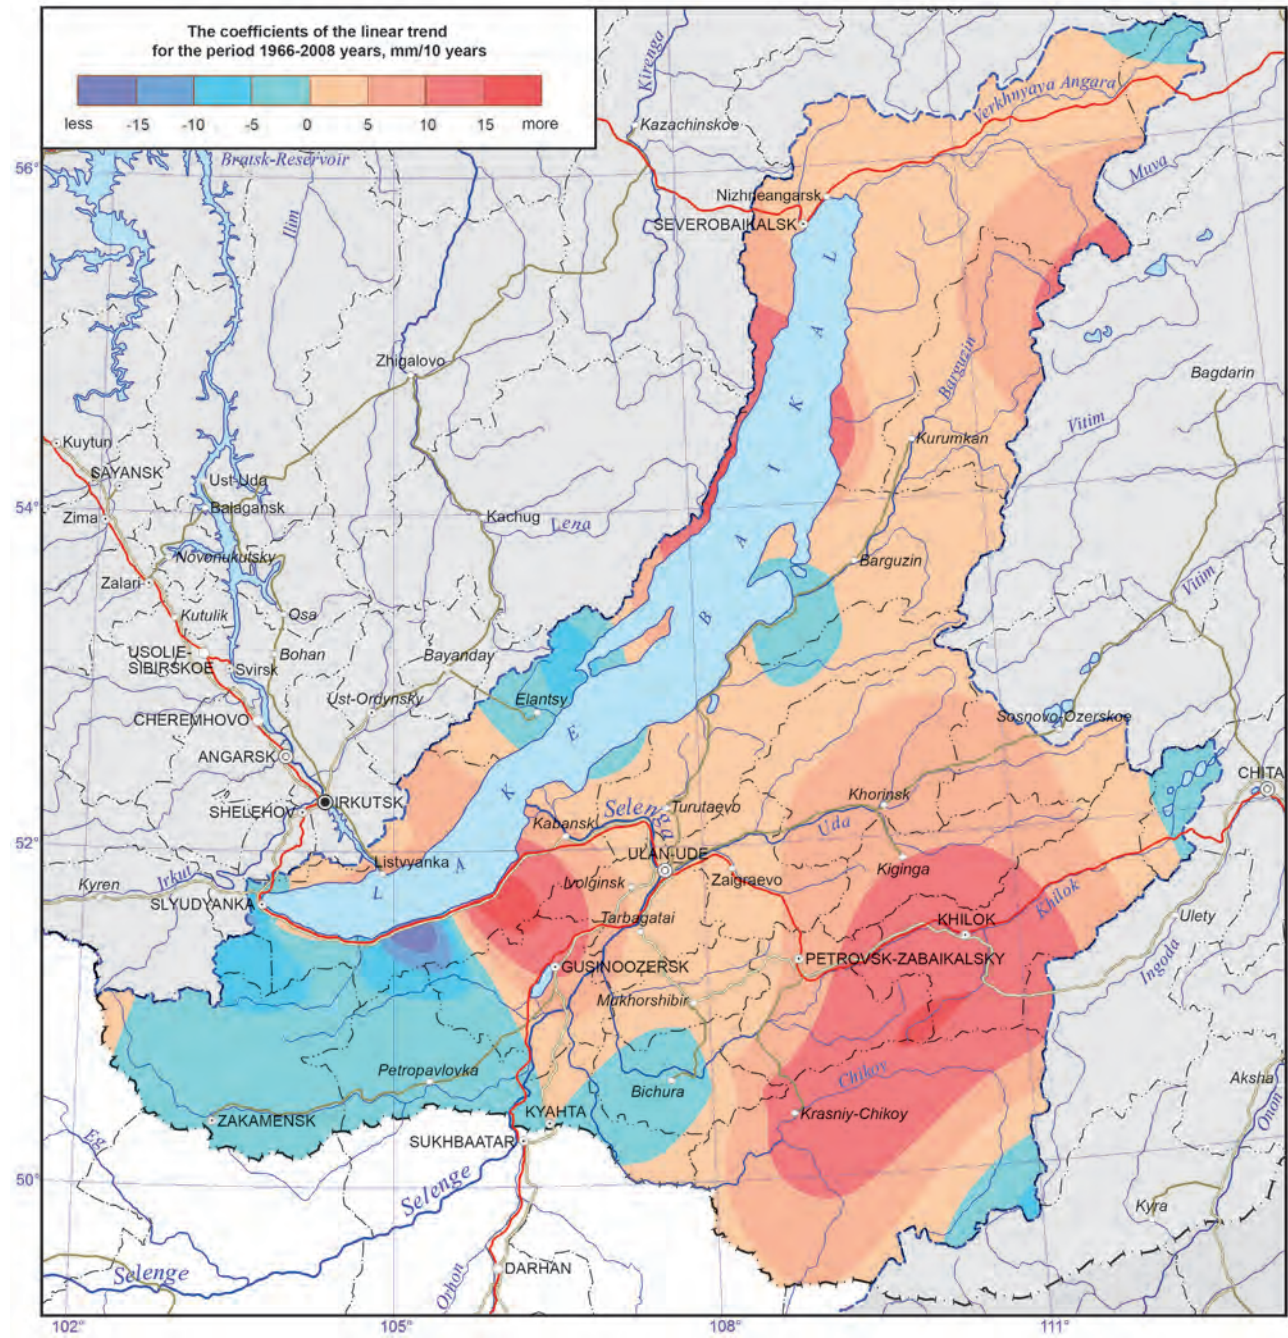 The coefficients of the linear trend
for the period 1966-2008 years, mm/10 years
less -15 -10 -5 0 5 10 15 more
Kirenga
Verkhnyaya Angara
Kazachinskoe
56°
Bratsk-Reservoir
Muva
Ilim
Nizhneangarsk
SEVEROBAIKALSK
Zhigalovo
Bagdarin
Barguzin
Vitim
Kuytun
Kurumkan
SAYANSK
Ust-Uda
54°
Balagansk
Zima
Kachug
Lena
Novonukutsky
Barguzin
Zalari
Vitim
Kutulik
Osa
USOLIE-
SIBIRSKOE
Svirsk
Bohan
Bayanday
Ust-Ordynsky
Elantsy
CHEREMHOVO
Sosnovo-Ozerskoe
ANGARSK
CHITA
IRKUTSK
SHELEHOV
Selenga
Turutaevo
Khorinsk
Kabansk
Uda
52°
Listvyanka
ULAN-UDE
Kiginga
Zaigraevo
Kyren
Irkut
SLYUDYANKA
Ivolginsk
Khilok
Tarbagatai
KHILOK
Ulety
L A K E B A I K A L
GUSINOOZERSK
PETROVSK-ZABAIKALSKY
Ingoda
Mukhorshibir
Petropavlovka
Bichura
Chikoy
Aksha
ZAKAMENSK
KYAHTA
Krasniy-Chikoy
Onon
Eg
SUKHBAATAR
50°
Selenge
Kyra
Selenge
Orhon
DARHAN
102° 105° 108° 111°